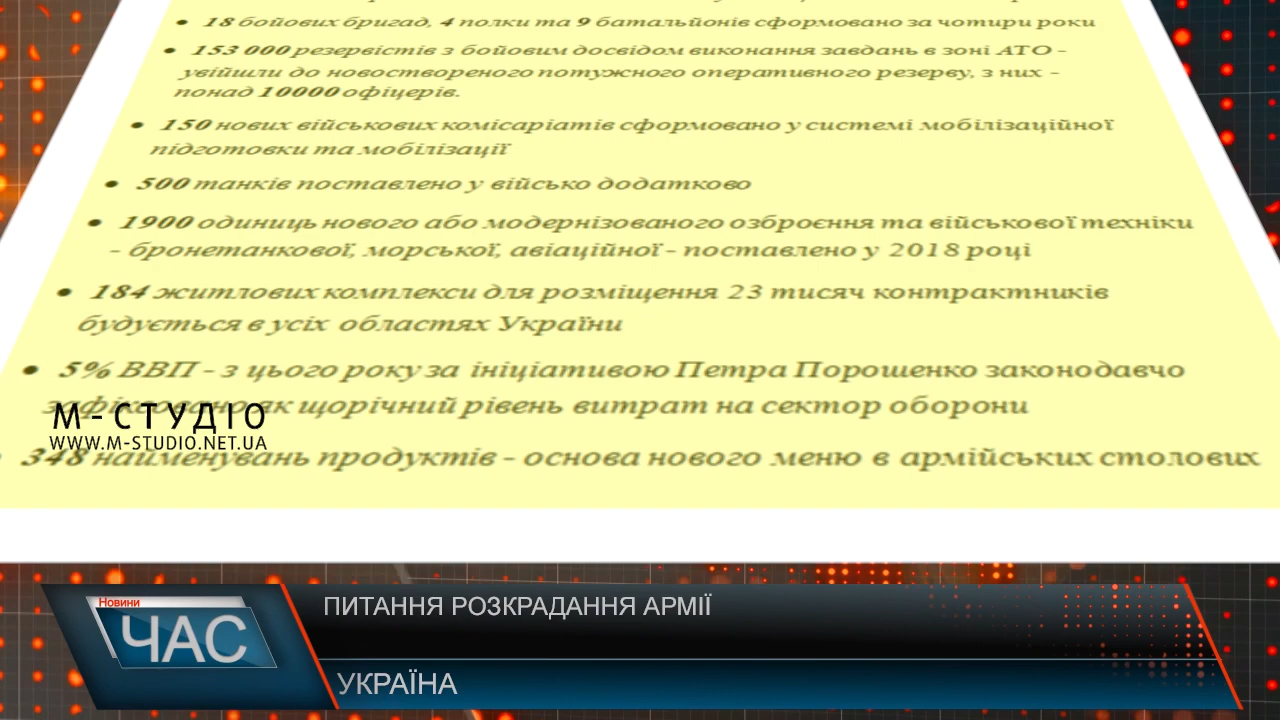 • 18 бойових бригад, 4 полки та 9 батальйонів сформовано за чотири роки
• 153 000 резервістів з бойовим досвідом виконання завдань в зоні АТО -
увійшли до новоствореного потужного оперативного резерву, з них -
понад 10000 офіцерів.
• 150 нових військових комісаріатів сформовано у системі мобілізаційної
підготовки та мобілізації
• 500 танків поставлено у військо додатково
• 1900 одиниць нового або модернізованого озброєння та військової техніки
- бронетанкової, морської, авіаційної - поставлено у 2018 році
• 184 житлових комплекси для розміщення 23 тисяч контрактників
будується в усіх областях України
• 5% ВВП - з цього року за ініціативою Петра Порошенко законодавчо
як щорічний рівень витрат на сектор оборони
М-СТУДІО
WWW.M-STUDIO.NET.UA
348 найменувань продуктів - основа нового меню в армійських столових
Новини
ЧАС
ПИТАННЯ РОЗКРАДАННЯ АРМІЇ
УКРАЇНА